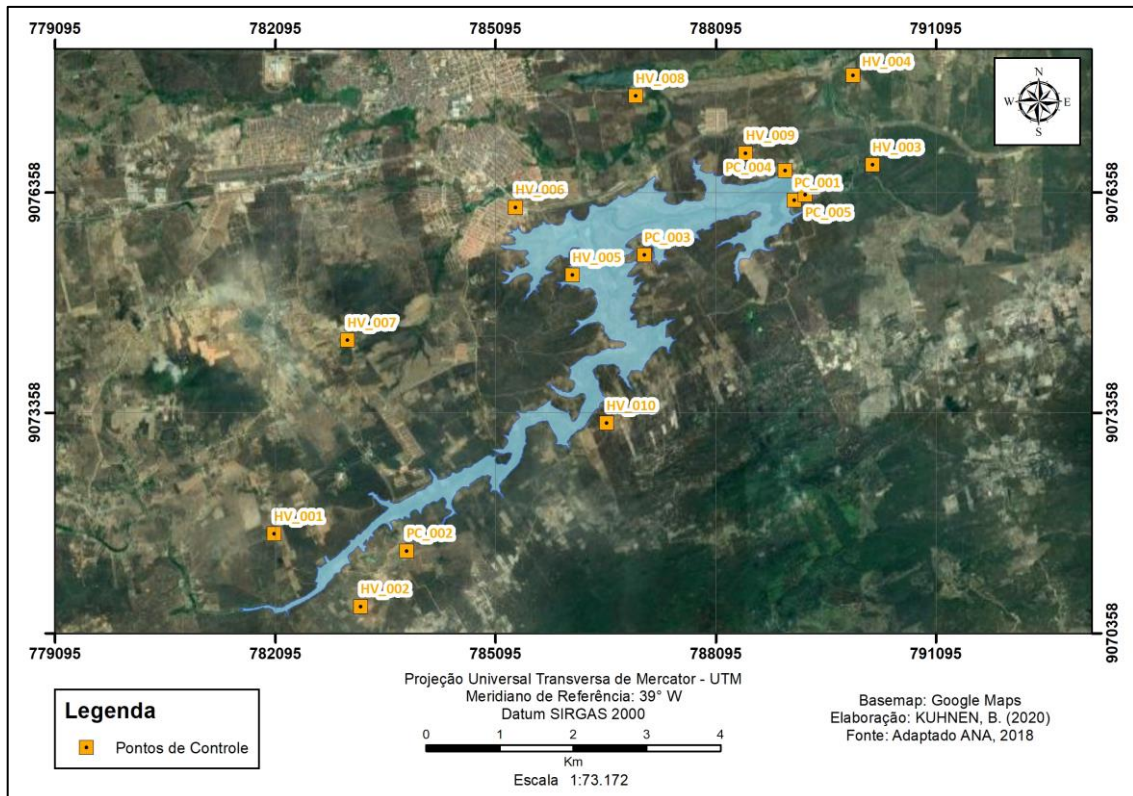 779095 782095 785095 788095 791095
HV_004
N
W E
S
HV_008
HV_009
HV_003
PC_004
PC_001
9076358 9076358
HV_006
PC_005
PC_003
HV_005
HV_007
9073358 9073358
HV_010
HV_001
PC_002
HV_002
9070358 9070358
779095 782095 785095 788095 791095
Legenda
Pontos de Controle
Projeção Universal Transversa de Mercator - UTM
Meridiano de Referência: 39° W
Datum SIRGAS 2000
0 1 2 3 4
Km
Escala 1:73.172
Basemap: Google Maps
Elaboração: KUHNEN, B. (2020)
Fonte: Adaptado ANA, 2018